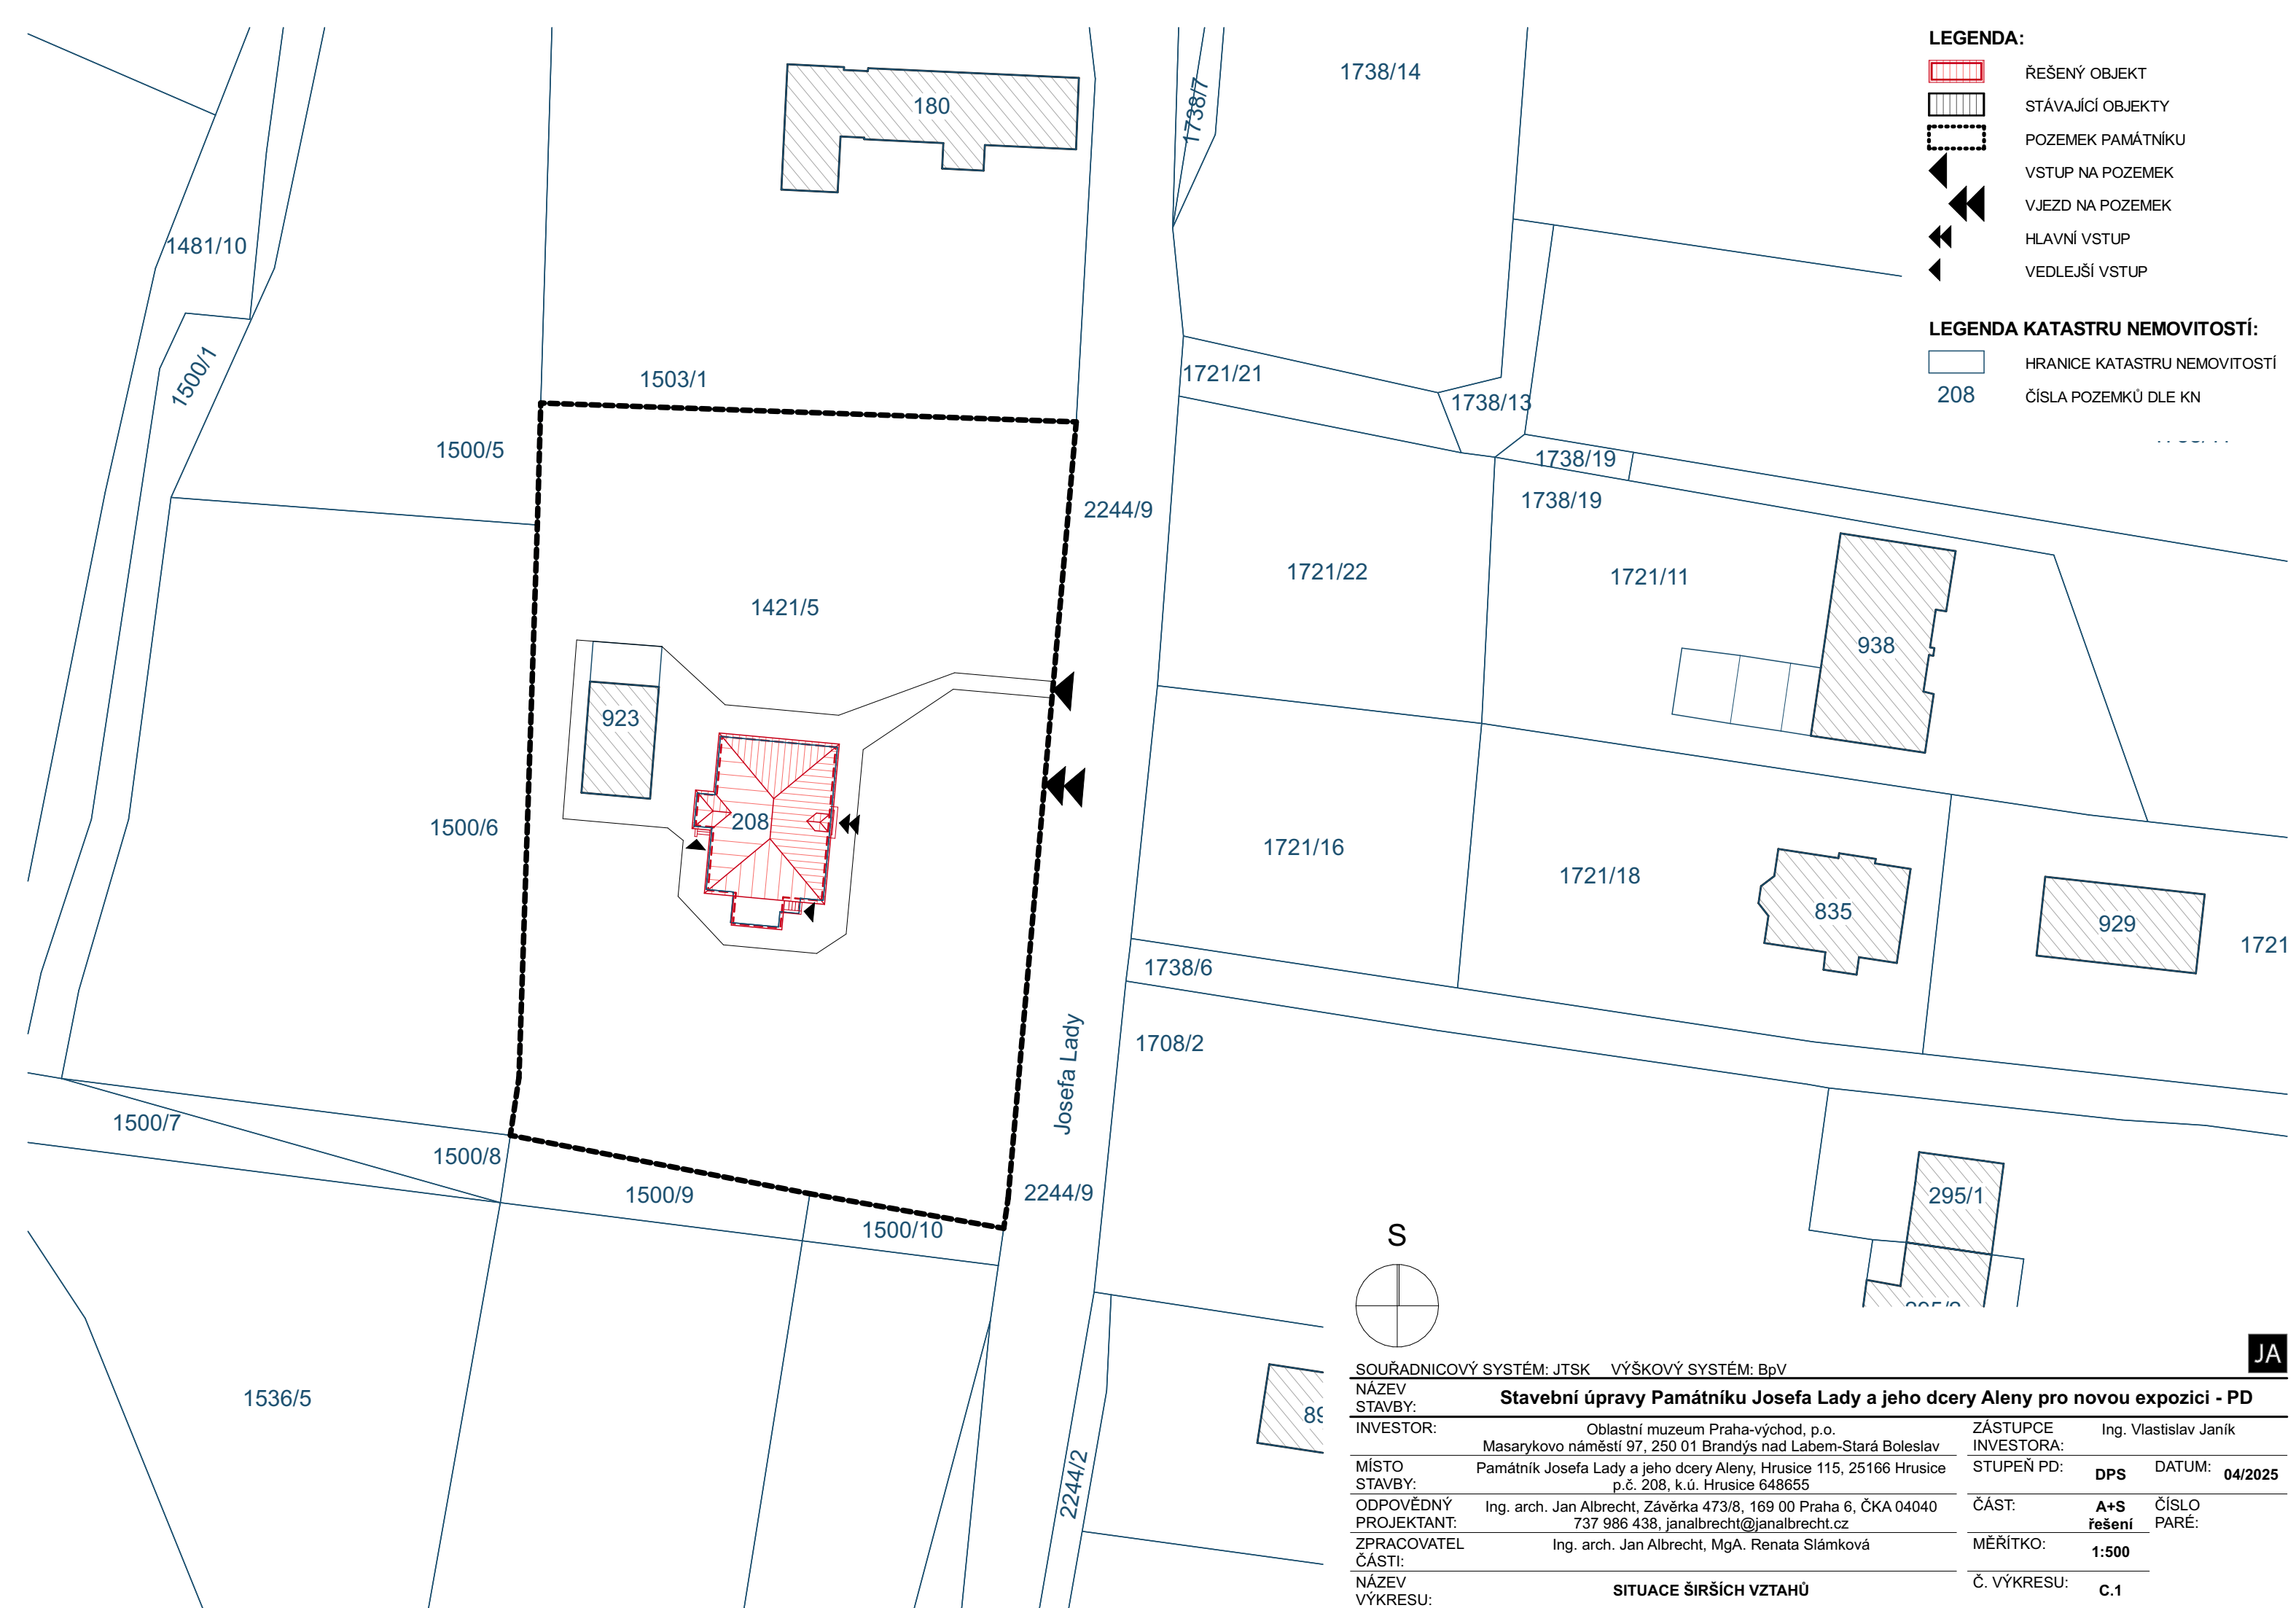 LEGENDA:
ŘEŠENÝ OBJEKT
STÁVAJÍCÍ OBJEKTY
POZEMEK PAMÁTNÍKU
VSTUP NA POZEMEK
VJEZD NA POZEMEK
HLAVNÍ VSTUP
VEDLEJŠÍ VSTUP
LEGENDA KATASTRU NEMOVITOSTÍ:
HRANICE KATASTRU NEMOVITOSTÍ
208 ČÍSLA POZEMKŮ DLE KN
1738/14
1738/7
180
1481/10
1500/1
1503/1
1721/21
1738/13
1500/5
1738/19
1738/19
2244/9
1721/22
1721/11
1421/5
938
923
208
1500/6
1721/16
1721/18
835
929
1721
1738/6
1708/2
Josefa Lady
1500/7
1500/8
1500/9
2244/9
1500/10
295/1
1536/5
2244/2
S
JA
SOUŘADNICOVÝ SYSTÉM: JTSK VÝŠKOVÝ SYSTÉM: BpV
NÁZEV
STAVBY:
Stavební úpravy Památníku Josefa Lady a jeho dcery Aleny pro novou expozici - PD
INVESTOR:
Oblastní muzeum Praha-východ, p.o.
Masarykovo náměstí 97, 250 01 Brandýs nad Labem-Stará Boleslav
ZÁSTUPCE
INVESTORA:
Ing. Vlastislav Janík
MÍSTO
STAVBY:
Památník Josefa Lady a jeho dcery Aleny, Hrusice 115, 25166 Hrusice
p.č. 208, k.ú. Hrusice 648655
STUPEŇ PD:
DPS
DATUM:
04/2025
ODPOVĚDNÝ
PROJEKTANT:
Ing. arch. Jan Albrecht, Závěrka 473/8, 169 00 Praha 6, ČKA 04040
737 986 438, janalbrecht@janalbrecht.cz
ČÁST:
A+S
řešení
ČÍSLO
PARÉ:
ZPRACOVATEL
ČÁSTI:
Ing. arch. Jan Albrecht, MgA. Renata Slámková
MĚŘÍTKO:
1:500
NÁZEV
VÝKRESU:
SITUACE ŠIRŠÍCH VZTAHŮ
Č. VÝKRESU:
C.1